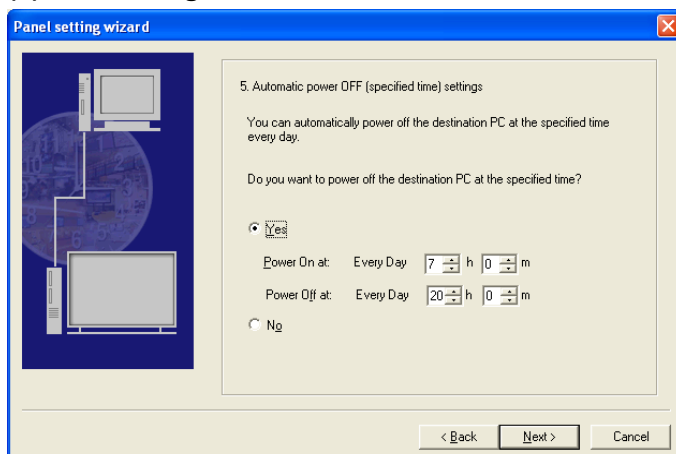 Panel setting wizard
5. Automatic power OFF (specified time) settings
You can automatically power off the destination PC at the specified time
every day.
Do you want to power off the destination PC at the specified time?
Yes
Power On at: Every Day 7 h 0 m
Power Off at: Every Day 20 h 0 m
No
< Back Next > Cancel